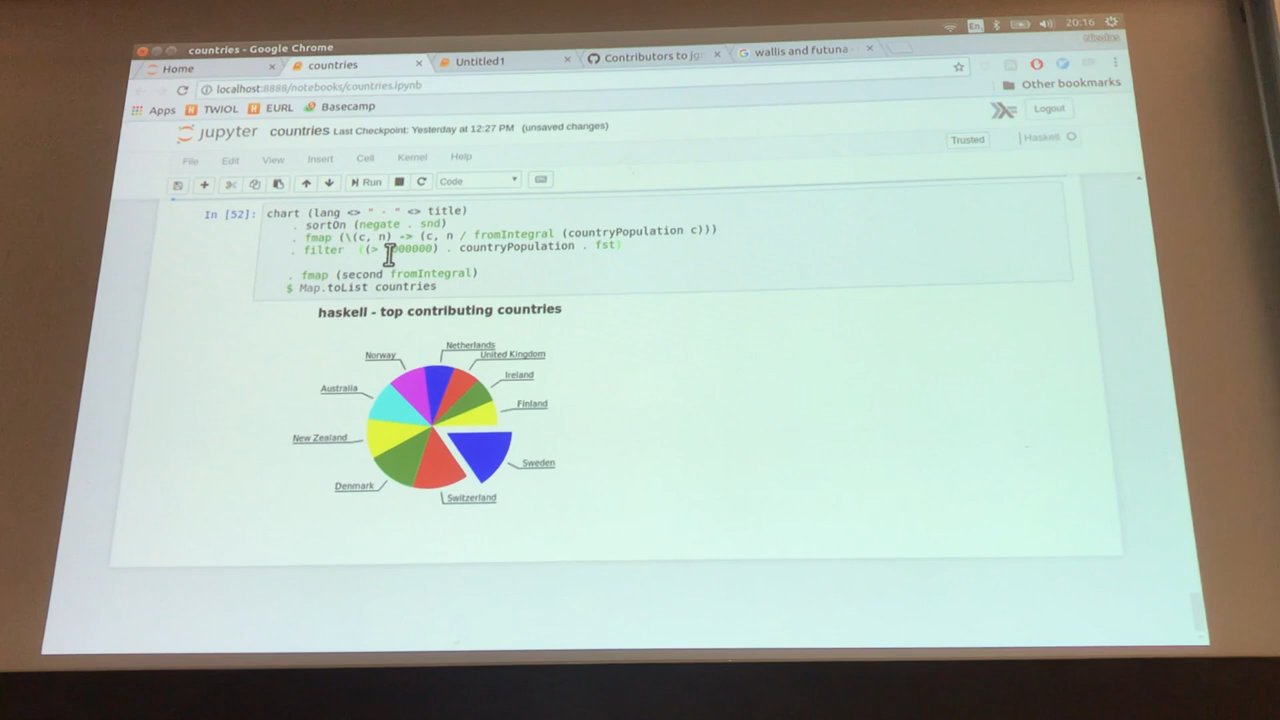 En 20:16
countries - Google Chrome
Home countries Untitled1 Contributors to jg wallis and futuna
localhost:8888/notebooks/countries.ipynb
Apps TWIOL EURL Basecamp Other bookmarks
jupyter countries Last Checkpoint: Yesterday at 12:27 PM (unsaved changes) Logout
File Edit View Insert Cell Kernel Help Trusted Haskell
Run Code
In [52]: chart (lang <> " - " <> title)
. sortOn (negate . snd)
. fmap (\(c, n) -> (c, n / fromIntegral (countryPopulation c)))
. filter ((> 000000) . countryPopulation . fst)
. fmap (second fromIntegral)
$ Map.toList countries
haskell - top contributing countries
Netherlands
Norway
United Kingdom
Ireland
Australia
Finland
New Zealand
Sweden
Denmark
Switzerland